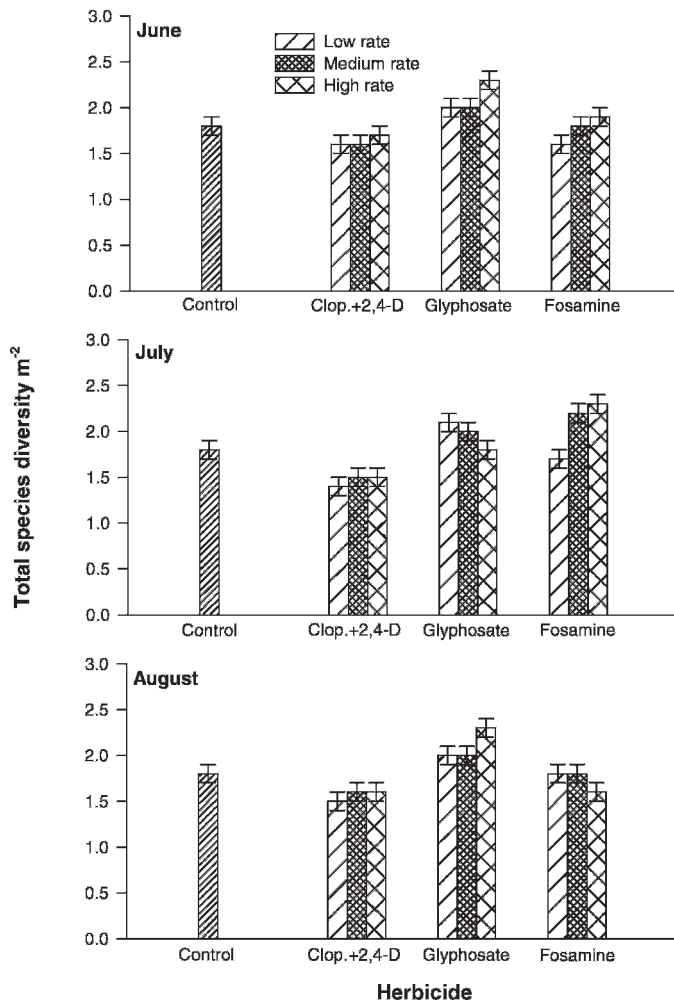 June
Low rate
Medium rate
High rate
3.0
2.5
2.0
1.5
1.0
0.5
0.0
Control Clop.+2,4-D Glyphosate Fosamine
July
3.0
2.5
2.0
1.5
1.0
0.5
0.0
Control Clop.+2,4-D Glyphosate Fosamine
August
3.0
2.5
2.0
1.5
1.0
0.5
0.0
Control Clop.+2,4-D Glyphosate Fosamine
Total species diversity m-2
Herbicide